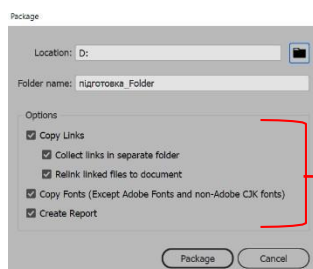 Package
Location: D:
Folder name: підготовка_Folder
Options
Copy Links
Collect links in separate folder
Relink linked files to document
Copy Fonts (Except Adobe Fonts and non-Adobe CJK fonts)
Create Report
Package Cancel